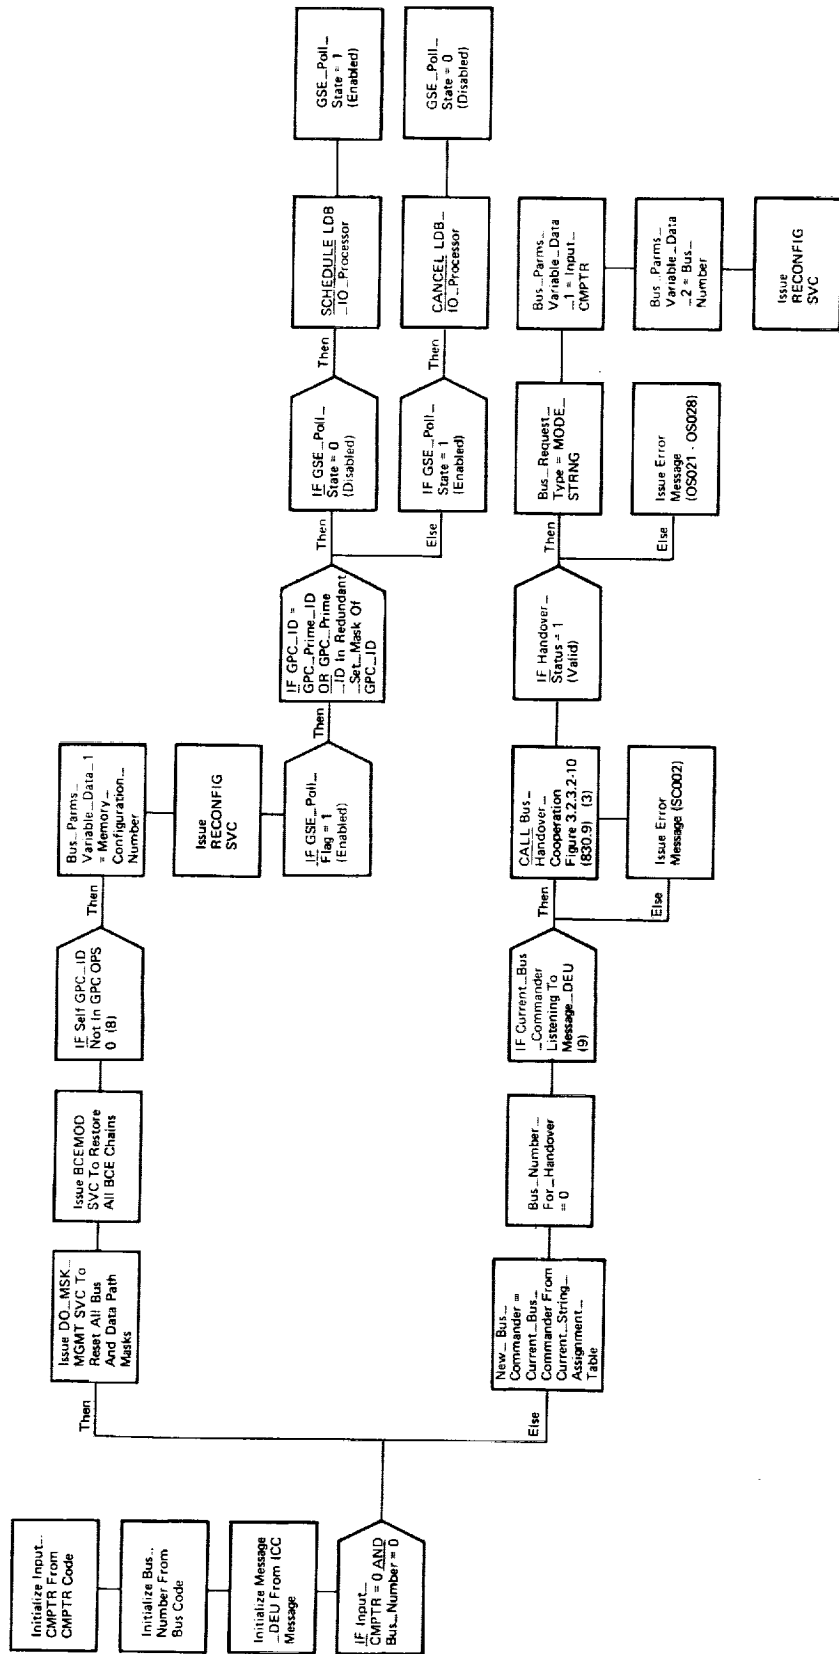 Initialize Input_
CMPTR From
CMPTR Code
Initialize Bus_
Number From
Bus Code
Initialize Message
_DEU From ICC
Message
IF Input_
CMPTR = 0 AND
Bus_Number = 0
Then
Issue DO_MSK_
MGMT SVC To
Reset All Bus
And Data Path
Masks
Issue BCEMOD
SVC To Restore
All BCE Chains
IF Self GPC_ID
Not In GPC OPS
0 (8)
Then
Bus_Parms_
Variable_Data_1
= Memory_
Configuration_
Number
Issue
RECONFIG
SVC
IF GSE_Poll_
Flag = 1
(Enabled)
Then
IF GPC_ID =
GPC_Prime_ID
OR GPC_Prime
_ID In Redundant
_Set_Mask Of
GPC_ID
Then
IF GSE_Poll_
State = 0
(Disabled)
Then
SCHEDULE LDB
_IO_Processor
GSE_Poll_
State = 1
(Enabled)
Else
IF GSE_Poll_
State = 1
(Enabled)
Then
CANCEL LDB_
IO_Processor
GSE_Poll_
State = 0
(Disabled)
Else
New_Bus_
Commander =
Current_Bus_
Commander From
Current_String_
Assignment_
Table
Bus_Number_
For_Handover
= 0
IF Current_Bus
_Commander
Listening To
Message_DEU
(9)
Then
CALL Bus_
Handover_
Cooperation
Figure 3.2.3.2-10
(830.9) (3)
Else
Issue Error
Message (SC002)
IF Handover_
Status = 1
(Valid)
Then
Bus_Request_
Type = MODE_
STRNG
Else
Issue Error
Message
(OS021 - OS028)
Bus_Parms_
Variable_Data
_1 = Input_
CMPTR
Bus_Parms_
Variable_Data
_2 = Bus_
Number
Issue
RECONFIG
SVC